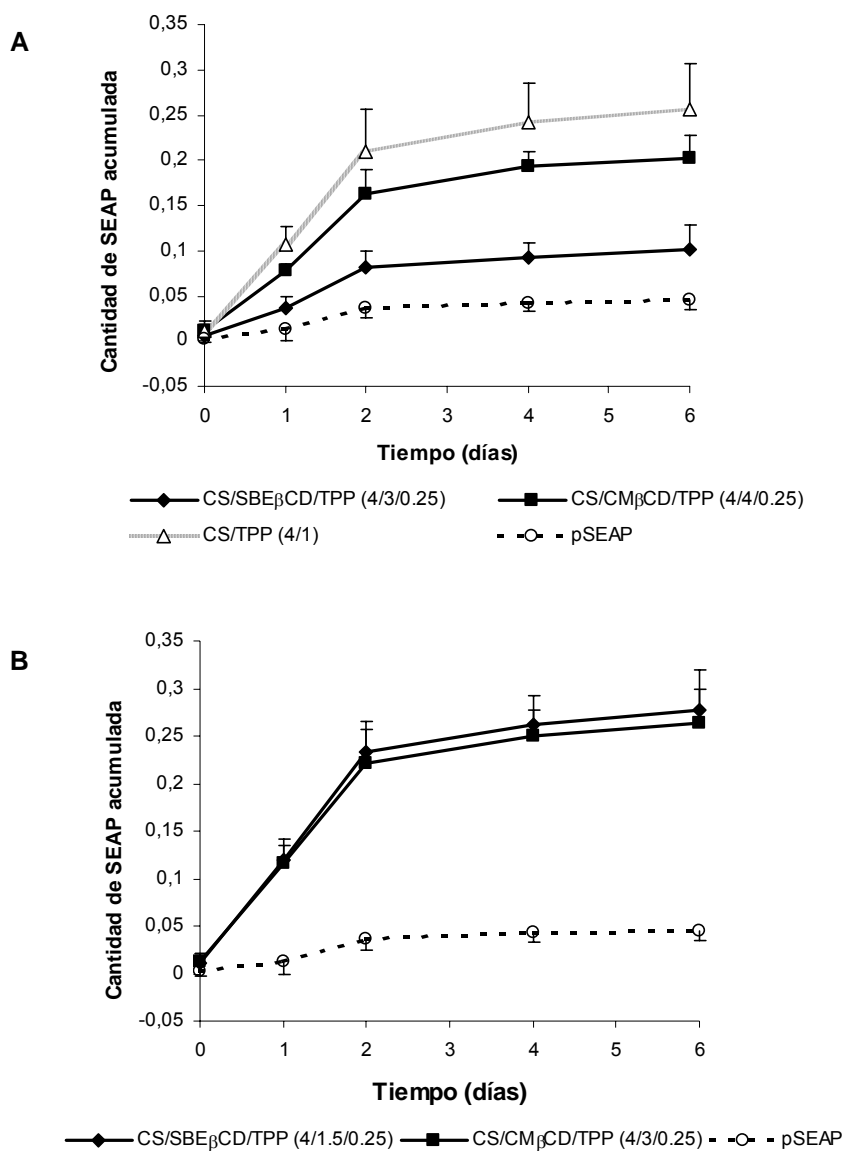 A
Cantidad de SEAP acumulada
0,35
0,3
0,25
0,2
0,15
0,1
0,05
0
-0,05
0 1 2 3 4 5 6
Tiempo (días)
CS/SBEβCD/TPP (4/3/0.25) CS/CMβCD/TPP (4/4/0.25)
CS/TPP (4/1) pSEAP
B
Cantidad de SEAP acumulada
0,35
0,3
0,25
0,2
0,15
0,1
0,05
0
-0,05
0 1 2 3 4 5 6
Tiempo (días)
CS/SBEβCD/TPP (4/1.5/0.25) CS/CMβCD/TPP (4/3/0.25) pSEAP